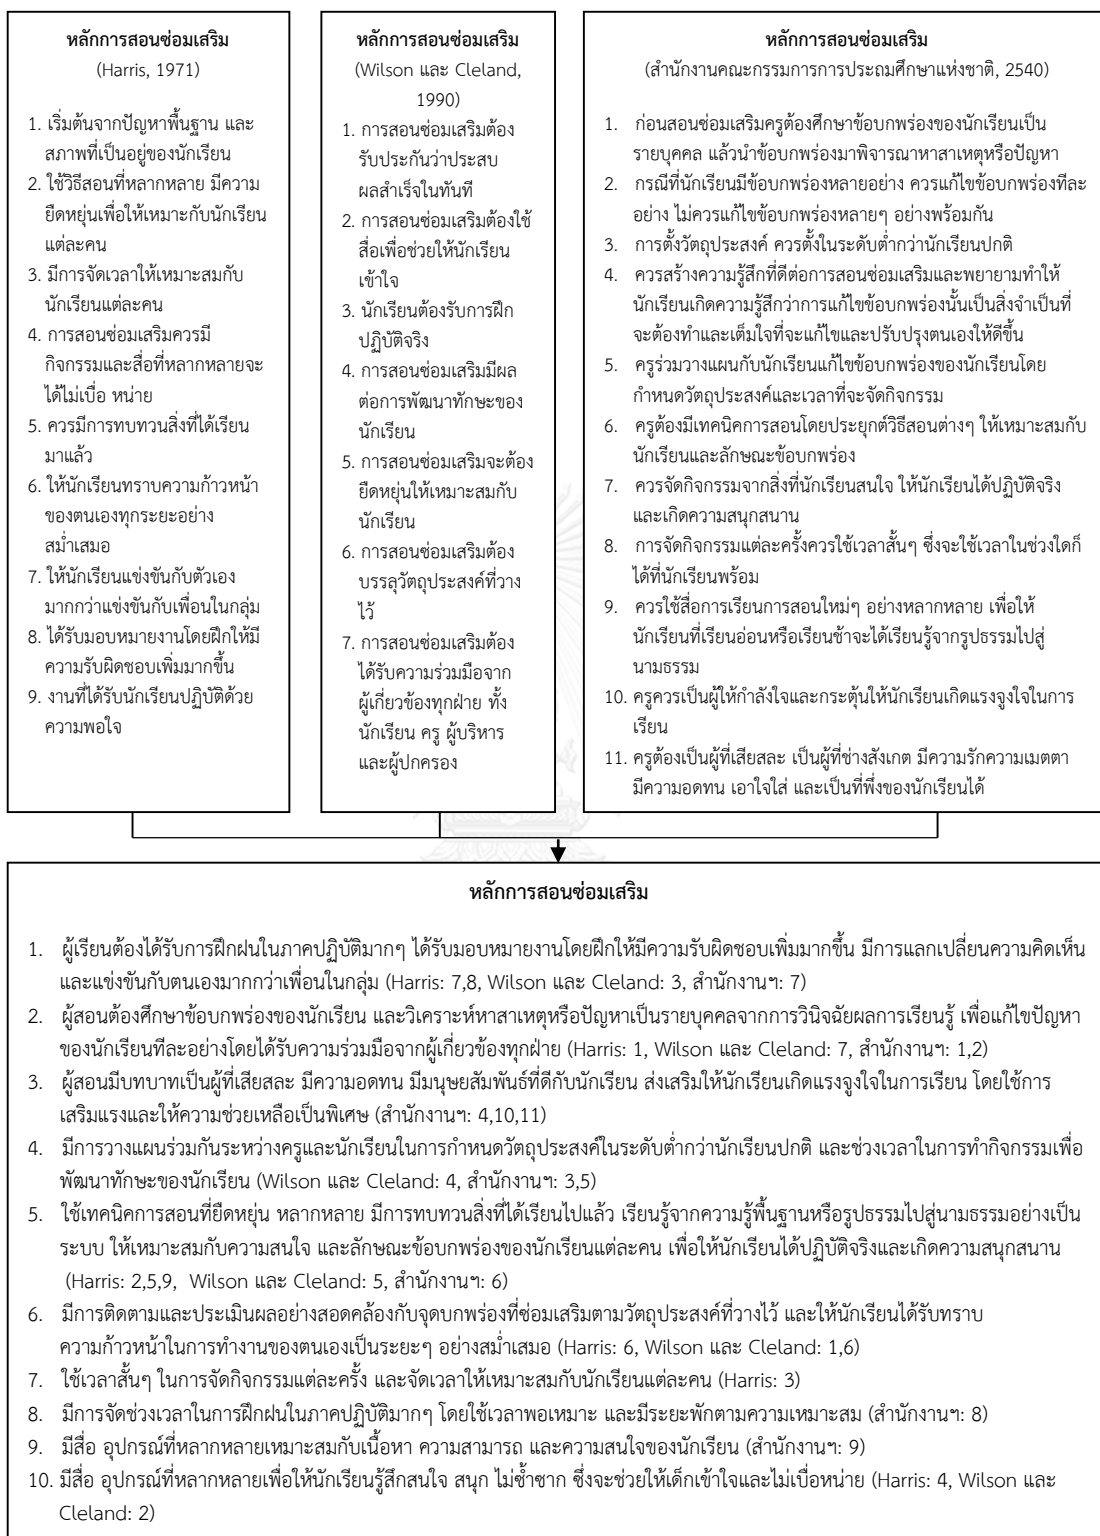 หลักการสอนซ่อมเสริม
(Harris, 1971)
1. เริ่มต้นจากปัญหาพื้นฐาน และ
สภาพที่เป็นอยู่ของนักเรียน
2. ใช้วิธีสอนที่หลากหลาย มีความ
ยืดหยุ่นเพื่อให้เหมาะกับนักเรียน
แต่ละคน
3. มีการจัดเวลาให้เหมาะสมกับ
นักเรียนแต่ละคน
4. การสอนซ่อมเสริมควรมี
กิจกรรมและสื่อที่หลากหลายจะ
ได้ไม่เบื่อ หน่าย
5. ควรมีการทบทวนสิ่งที่ได้เรียน
มาแล้ว
6. ให้นักเรียนทราบความก้าวหน้า
ของตนเองทุกระยะอย่าง
สม่ำเสมอ
7. ให้นักเรียนแข่งขันกับตัวเอง
มากกว่าแข่งขันกับเพื่อนในกลุ่ม
8. ได้รับมอบหมายงานโดยฝึกให้มี
ความรับผิดชอบเพิ่มมากขึ้น
9. งานที่ได้รับนักเรียนปฏิบัติด้วย
ความพอใจ
หลักการสอนซ่อมเสริม
(Wilson และ Cleland,
1990)
1. การสอนซ่อมเสริมต้อง
รับประกันว่าประสบ
ผลสำเร็จในทันที
2. การสอนซ่อมเสริมต้องใช้
สื่อเพื่อช่วยให้นักเรียน
เข้าใจ
3. นักเรียนต้องรับการฝึก
ปฏิบัติจริง
4. การสอนซ่อมเสริมมีผล
ต่อการพัฒนาทักษะของ
นักเรียน
5. การสอนซ่อมเสริมจะต้อง
ยืดหยุ่นให้เหมาะสมกับ
นักเรียน
6. การสอนซ่อมเสริมต้อง
บรรลุวัตถุประสงค์ที่วาง
ไว้
7. การสอนซ่อมเสริมต้อง
ได้รับความร่วมมือจาก
ผู้เกี่ยวข้องทุกฝ่าย ทั้ง
นักเรียน ครู ผู้บริหาร
และผู้ปกครอง
หลักการสอนซ่อมเสริม
(สำนักงานคณะกรรมการการประถมศึกษาแห่งชาติ, 2540)
1. ก่อนสอนซ่อมเสริมครูต้องศึกษาข้อบกพร่องของนักเรียนเป็น
รายบุคคล แล้วนำข้อบกพร่องมาพิจารณาหาสาเหตุหรือปัญหา
2. กรณีที่นักเรียนมีข้อบกพร่องหลายอย่าง ควรแก้ไขข้อบกพร่องทีละ
อย่าง ไม่ควรแก้ไขข้อบกพร่องหลายๆ อย่างพร้อมกัน
3. การตั้งวัตถุประสงค์ ควรตั้งในระดับต่ำกว่านักเรียนปกติ
4. ควรสร้างความรู้สึกที่ดีต่อการสอนซ่อมเสริมและพยายามทำให้
นักเรียนเกิดความรู้สึกว่าการแก้ไขข้อบกพร่องนั้นเป็นสิ่งจำเป็นที่
จะต้องทำและเต็มใจที่จะแก้ไขและปรับปรุงตนเองให้ดีขึ้น
5. ครูร่วมวางแผนกับนักเรียนแก้ไขข้อบกพร่องของนักเรียนโดย
กำหนดวัตถุประสงค์และเวลาที่จะจัดกิจกรรม
6. ครูต้องมีเทคนิคการสอนโดยประยุกต์วิธีสอนต่างๆ ให้เหมาะสมกับ
นักเรียนและลักษณะข้อบกพร่อง
7. ควรจัดกิจกรรมจากสิ่งที่นักเรียนสนใจ ให้นักเรียนได้ปฏิบัติจริง
และเกิดความสนุกสนาน
8. การจัดกิจกรรมแต่ละครั้งควรใช้เวลาสั้นๆ ซึ่งจะใช้เวลาในช่วงใดก็
ได้ที่นักเรียนพร้อม
9. ควรใช้สื่อการเรียนการสอนใหม่ๆ อย่างหลากหลาย เพื่อให้
นักเรียนที่เรียนอ่อนหรือเรียนช้าจะได้เรียนรู้จากรูปธรรมไปสู่
นามธรรม
10. ครูควรเป็นผู้ให้กำลังใจและกระตุ้นให้นักเรียนเกิดแรงจูงใจในการ
เรียน
11. ครูต้องเป็นผู้ที่เสียสละ เป็นผู้ที่ช่างสังเกต มีความรักความเมตตา
มีความอดทน เอาใจใส่ และเป็นที่พึ่งของนักเรียนได้
หลักการสอนซ่อมเสริม
1. ผู้เรียนต้องได้รับการฝึกฝนในภาคปฏิบัติมากๆ ได้รับมอบหมายงานโดยฝึกให้มีความรับผิดชอบเพิ่มมากขึ้น มีการแลกเปลี่ยนความคิดเห็น
และแข่งขันกับตนเองมากกว่าเพื่อนในกลุ่ม (Harris: 7,8, Wilson และ Cleland: 3, สำนักงานฯ: 7)
2. ผู้สอนต้องศึกษาข้อบกพร่องของนักเรียน และวิเคราะห์หาสาเหตุหรือปัญหาเป็นรายบุคคลจากการวินิจฉัยผลการเรียนรู้ เพื่อแก้ไขปัญหา
ของนักเรียนทีละอย่างโดยได้รับความร่วมมือจากผู้เกี่ยวข้องทุกฝ่าย (Harris: 1, Wilson และ Cleland: 7, สำนักงานฯ: 1,2)
3. ผู้สอนมีบทบาทเป็นผู้ที่เสียสละ มีความอดทน มีมนุษยสัมพันธ์ที่ดีกับนักเรียน ส่งเสริมให้นักเรียนเกิดแรงจูงใจในการเรียน โดยใช้การ
เสริมแรงและให้ความช่วยเหลือเป็นพิเศษ (สำนักงานฯ: 4,10,11)
4. มีการวางแผนร่วมกันระหว่างครูและนักเรียนในการกำหนดวัตถุประสงค์ในระดับต่ำกว่านักเรียนปกติ และช่วงเวลาในการทำกิจกรรมเพื่อ
พัฒนาทักษะของนักเรียน (Wilson และ Cleland: 4, สำนักงานฯ: 3,5)
5. ใช้เทคนิคการสอนที่ยืดหยุ่น หลากหลาย มีการทบทวนสิ่งที่ได้เรียนไปแล้ว เรียนรู้จากความรู้พื้นฐานหรือรูปธรรมไปสู่นามธรรมอย่างเป็น
ระบบ ให้เหมาะสมกับความสนใจ และลักษณะข้อบกพร่องของนักเรียนแต่ละคน เพื่อให้นักเรียนได้ปฏิบัติจริงและเกิดความสนุกสนาน
(Harris: 2,5,9, Wilson และ Cleland: 5, สำนักงานฯ: 6)
6. มีการติดตามและประเมินผลอย่างสอดคล้องกับจุดบกพร่องที่ซ่อมเสริมตามวัตถุประสงค์ที่วางไว้ และให้นักเรียนได้รับทราบ
ความก้าวหน้าในการทำงานของตนเองเป็นระยะๆ อย่างสม่ำเสมอ (Harris: 6, Wilson และ Cleland: 1,6)
7. ใช้เวลาสั้นๆ ในการจัดกิจกรรมแต่ละครั้ง และจัดเวลาให้เหมาะสมกับนักเรียนแต่ละคน (Harris: 3)
8. มีการจัดช่วงเวลาในการฝึกฝนในภาคปฏิบัติมากๆ โดยใช้เวลาพอเหมาะ และมีระยะพักตามความเหมาะสม (สำนักงานฯ: 8)
9. มีสื่อ อุปกรณ์ที่หลากหลายเหมาะสมกับเนื้อหา ความสามารถ และความสนใจของนักเรียน (สำนักงานฯ: 9)
10. มีสื่อ อุปกรณ์ที่หลากหลายเพื่อให้นักเรียนรู้สึกสนใจ สนุก ไม่ซ้ำซาก ซึ่งจะช่วยให้เด็กเข้าใจและไม่เบื่อหน่าย (Harris: 4, Wilson และ
Cleland: 2)